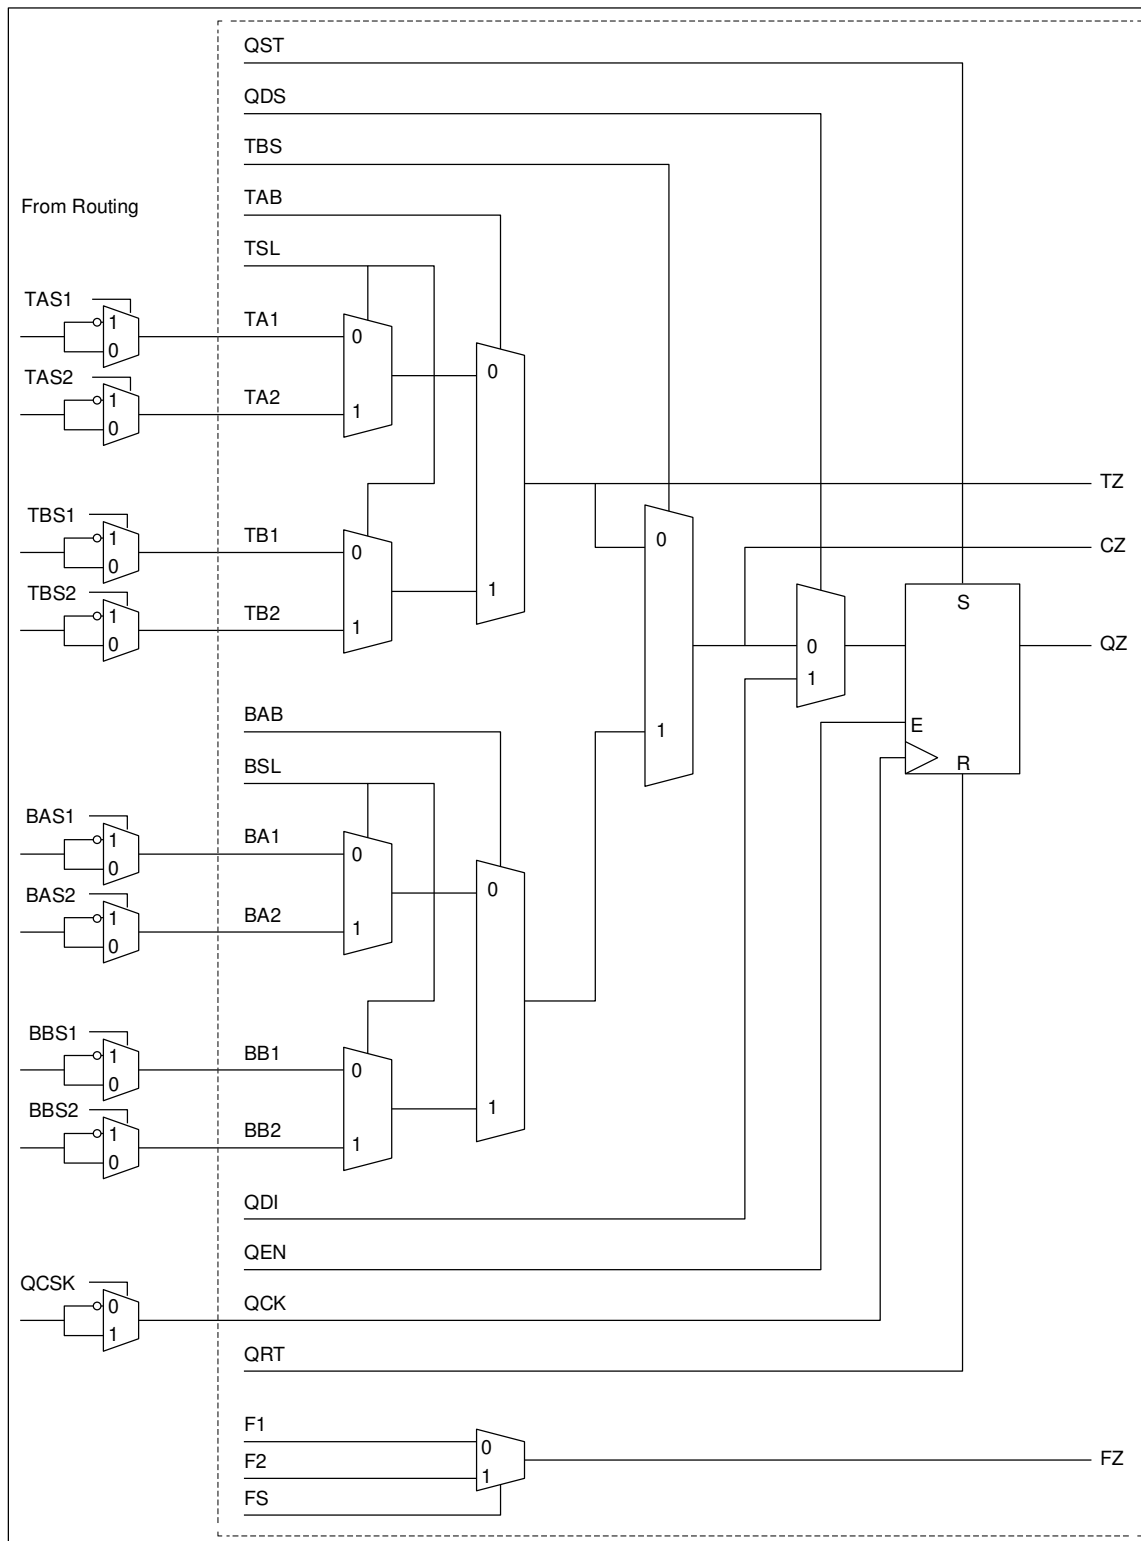 QST
QDS
TBS
TAB
From Routing
TSL
TAS1
1
0
TA1
0
TAS2
1
0
TA2
1
0
TBS1
1
0
TB1
0
TBS2
1
0
TB2
1
1
TZ
0
CZ
0
1
S
QZ
E
R
1
BAB
BSL
BAS1
1
0
BA1
0
BAS2
1
0
BA2
1
0
BBS1
1
0
BB1
0
BBS2
1
0
BB2
1
1
QDI
QEN
QCSK
0
1
QCK
QRT
F1
0
F2
1
FS
FZ